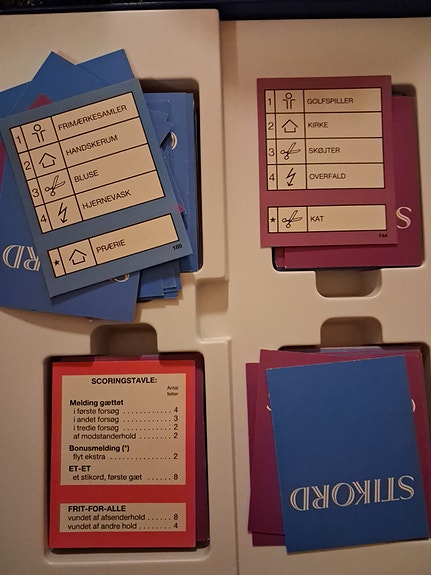 1 FRIMÆRKESAMLER
2 HANDSKERUM
3 BLUSE
4 HJERNEVASK
★ PRÆRIE
169
1 GOLFSPILLER
2 KIRKE
3 SKØJTER
4 OVERFALD
★ KAT
144
SCORINGSTAVLE:
Antal
felter
Melding gættet
i første forsøg . . . . . . . . . . . . 4
i andet forsøg . . . . . . . . . . . . 3
i tredie forsøg . . . . . . . . . . . . 2
af modstanderhold . . . . . . . . 2
Bonusmelding (*)
flyt ekstra . . . . . . . . . . . . . . . 2
ET-ET
et stikord, første gæt . . . . . . 8
FRIT-FOR-ALLE
vundet af afsenderhold . . . . . . 8
vundet af andre hold . . . . . . . . 4
STIKORD